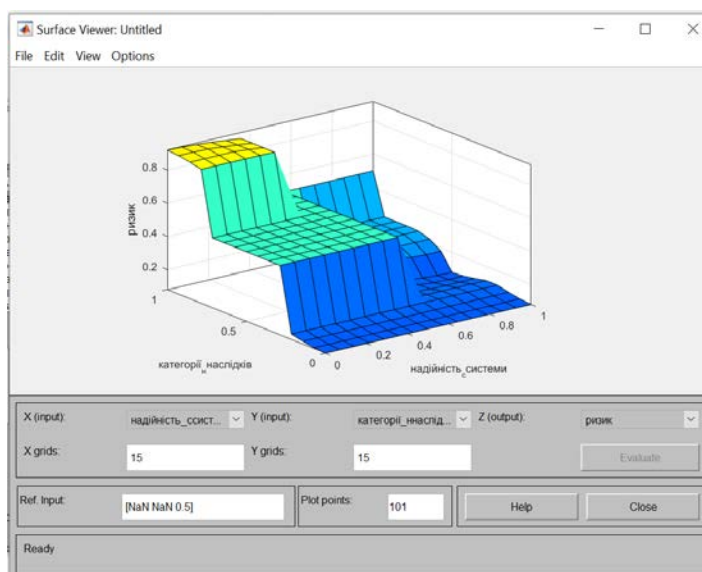 Surface Viewer: Untitled
File Edit View Options
ризик
0.8
0.6
0.4
0.2
1
0.5
0
0
0.2
0.4
0.6
0.8
1
категорії_наслідків
надійність_системи
X (input): надійність_ссист... Y (input): категорії_ннаслід... Z (output): ризик
X grids: 15 Y grids: 15 Evaluate
Ref. Input: [NaN NaN 0.5] Plot points: 101 Help Close
Ready